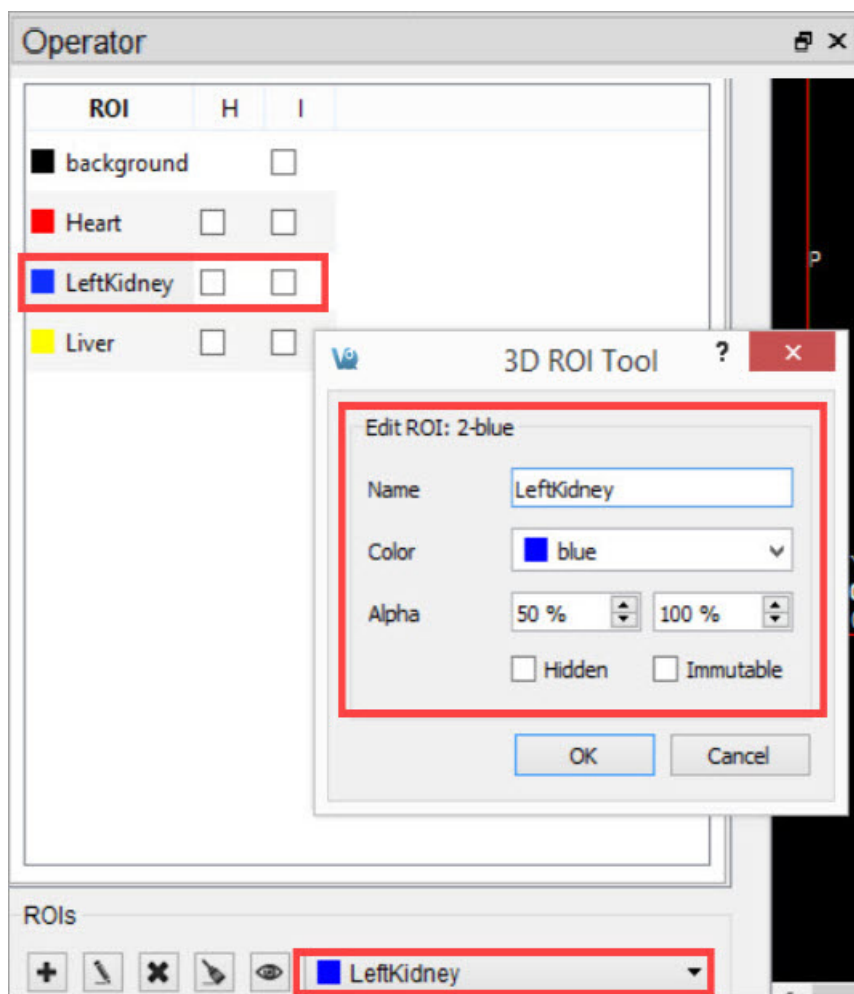 Operator
ROI H I
background
Heart
LeftKidney
Liver
P
3D ROI Tool ?
Edit ROI: 2-blue
Name LeftKidney
Color blue
Alpha 50 % 100 %
Hidden Immutable
OK Cancel
ROIs
LeftKidney